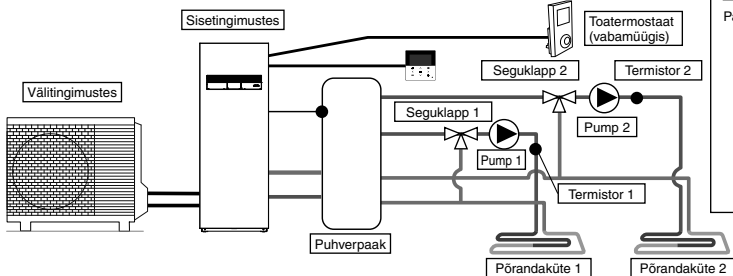 Sisetingimustes
Toatermostaat
(vabamüügis)
Välitingimustes
Seguklapp 2
Termistor 2
Seguklapp 1
Pump 2
Pump 1
Termistor 1
Puhverpaak
Põrandaküte 1
Põrandaküte 2